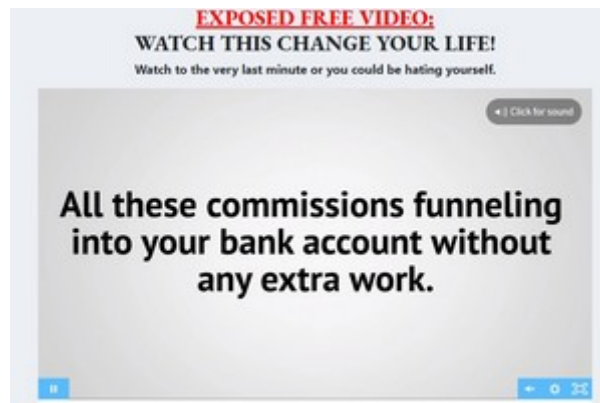 EXPOSED FREE VIDEO:
WATCH THIS CHANGE YOUR LIFE!
Watch to the very last minute or you could be hating yourself.
Click for sound
All these commissions funneling
into your bank account without
any extra work.